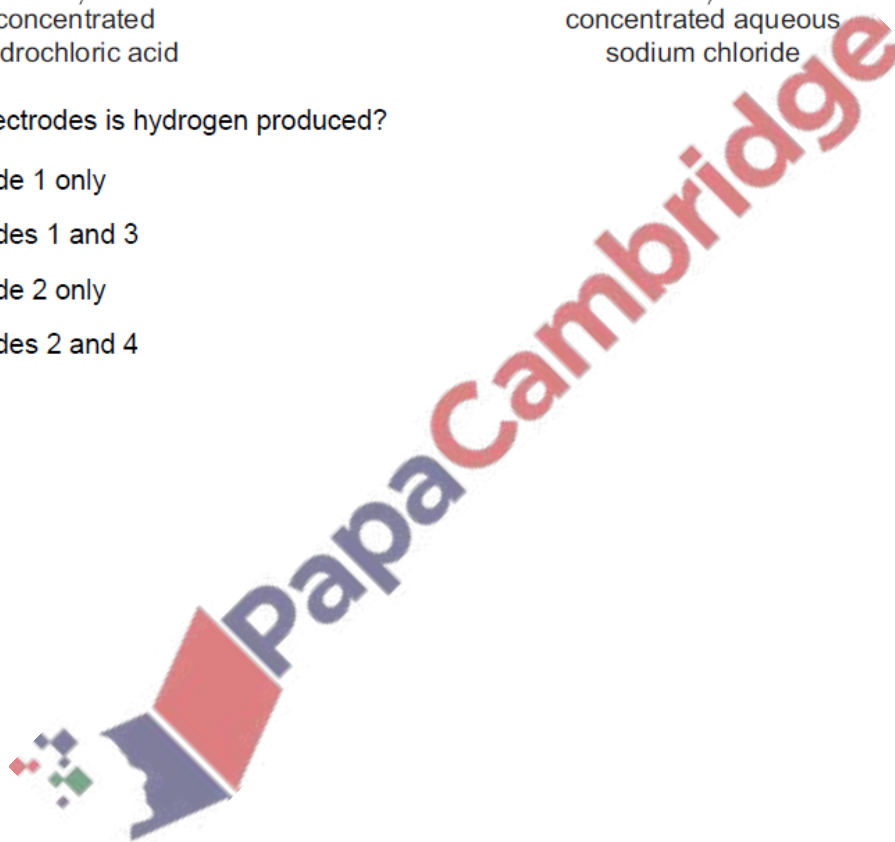 concentrated
drochloric acid
concentrated aqueous
sodium chloride
ectrodes is hydrogen produced?
de 1 only
des 1 and 3
de 2 only
des 2 and 4
PapaCambridge